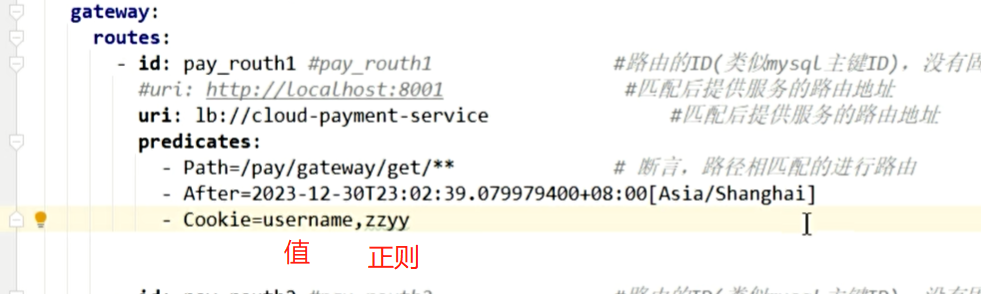 gateway:
routes:
- id: pay_routh1 #pay_routh1 #路由的ID(类似mysql主键ID)，没有固
#uri: http://localhost:8001 #匹配后提供服务的路由地址
uri: lb://cloud-payment-service #匹配后提供服务的路由地址
predicates:
- Path=/pay/gateway/get/** # 断言，路径相匹配的进行路由
- After=2023-12-30T23:02:39.079979400+08:00[Asia/Shanghai]
- Cookie=username,zzyy
值 正则